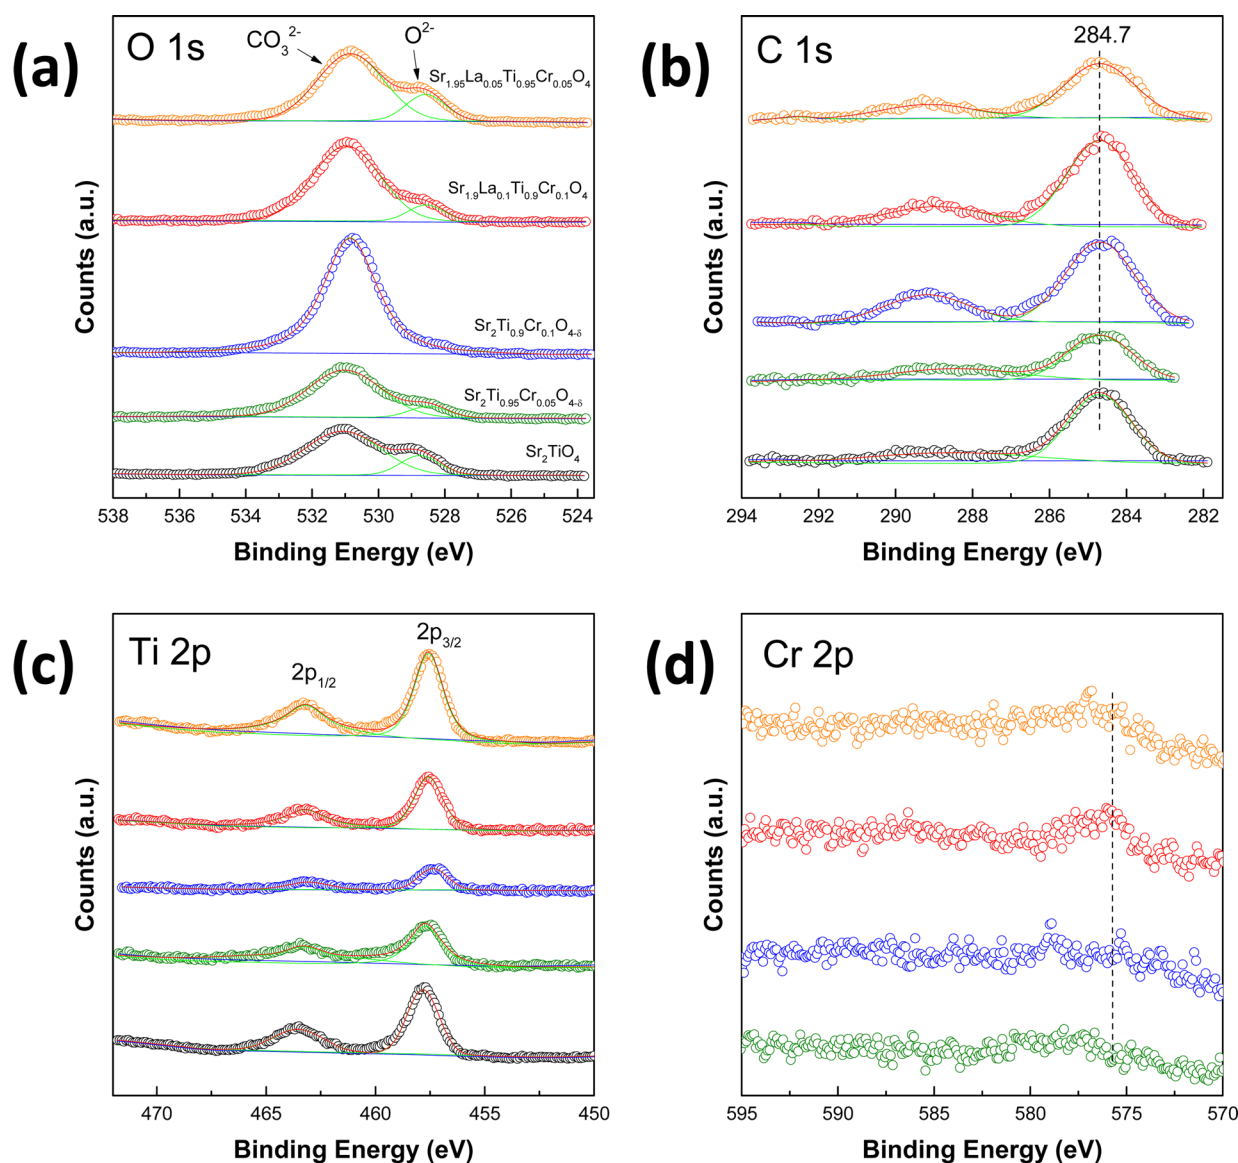 (a)
O 1s
CO₃²⁻
O²⁻
Sr₁.₉₅La₀.₀₅Ti₀.₉₅Cr₀.₀₅O₄
Sr₁.₉La₀.₁Ti₀.₉Cr₀.₁O₄
Sr₂Ti₀.₉Cr₀.₁O₄₋δ
Sr₂Ti₀.₉₅Cr₀.₀₅O₄₋δ
Sr₂TiO₄
Counts (a.u.)
538 536 534 532 530 528 526 524
Binding Energy (eV)
(b)
C 1s
284.7
Counts (a.u.)
294 292 290 288 286 284 282
Binding Energy (eV)
(c)
Ti 2p
2p₁/₂
2p₃/₂
Counts (a.u.)
470 465 460 455 450
Binding Energy (eV)
(d)
Cr 2p
Counts (a.u.)
595 590 585 580 575 570
Binding Energy (eV)